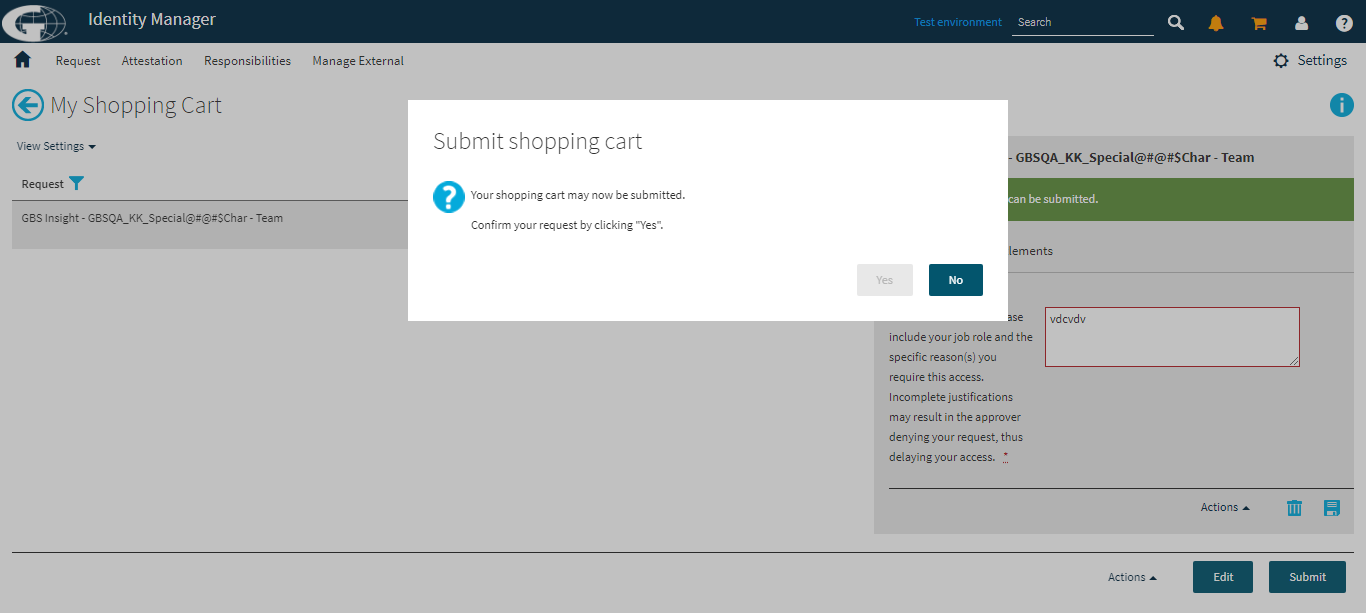 Identity Manager
Test environment
Search
Request
Attestation
Responsibilities
Manage External
Settings
My Shopping Cart
View Settings
Request
GBS Insight - GBSQA_KK_Special@#@#$Char - Team
Submit shopping cart
Your shopping cart may now be submitted.
Confirm your request by clicking "Yes".
Yes
No
- GBSQA_KK_Special@#@#$Char - Team
can be submitted.
include your job role and the
specific reason(s) you
require this access.
Incomplete justifications
may result in the approver
denying your request, thus
delaying your access. *
vdcvdv
Actions
Actions
Edit
Submit